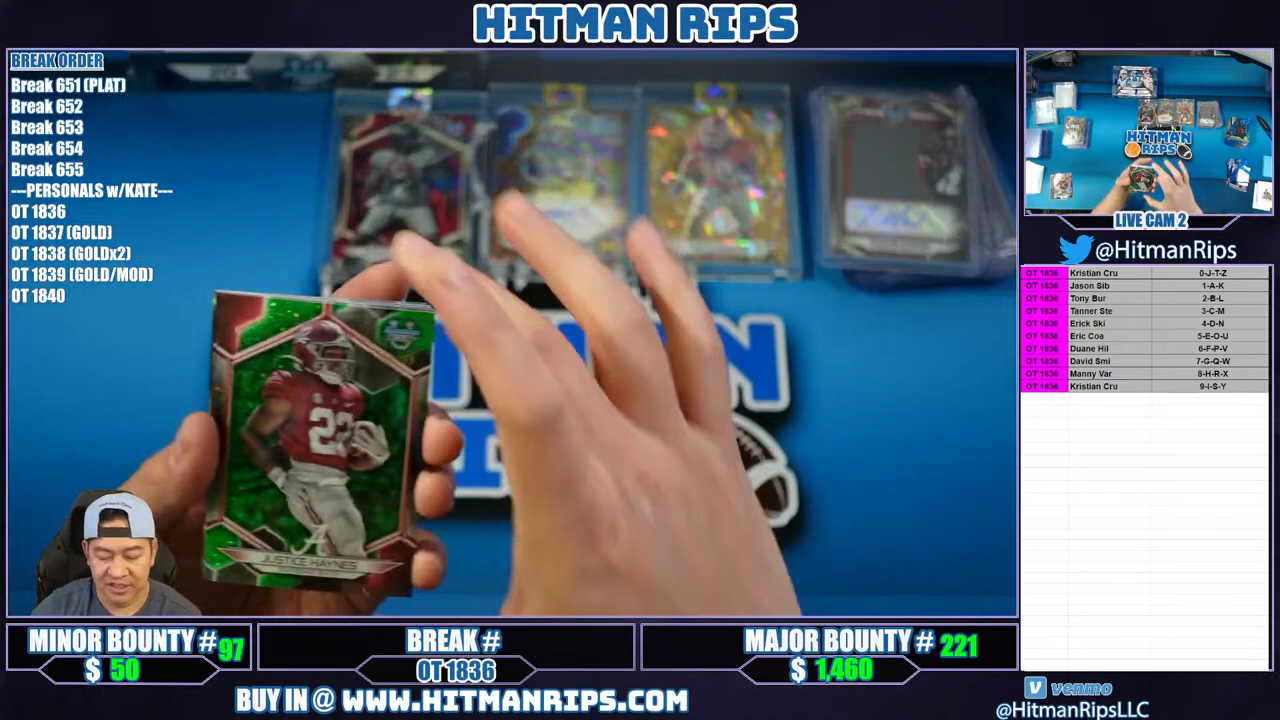 HITMAN RIPS
BREAK ORDER
Break 651 (PLAT)
Break 652
Break 653
Break 654
Break 655
---PERSONALS w/KATE---
OT 1836
OT 1837 (GOLD)
OT 1838 (GOLDx2)
OT 1839 (GOLD/MOD)
OT 1840
22
A
JUSTICE HAYNES
HITMAN
RIPS
LIVE CAM 2
@HitmanRips
OT 1836 Kristian Cru 0-J-T-Z
OT 1836 Jason Sib 1-A-K
OT 1836 Tony Bur 2-B-L
OT 1836 Tanner Ste 3-C-M
OT 1836 Erick Ski 4-D-N
OT 1836 Eric Coa 5-E-O-U
OT 1836 Duane Hil 6-F-P-V
OT 1836 David Smi 7-G-Q-W
OT 1836 Manny Var 8-H-R-X
OT 1836 Kristian Cru 9-I-S-Y
MINOR BOUNTY # 97
$ 50
BREAK #
OT 1836
MAJOR BOUNTY # 221
$ 1,460
BUY IN @ WWW.HITMANRIPS.COM
venmo
@HitmanRipsLLC